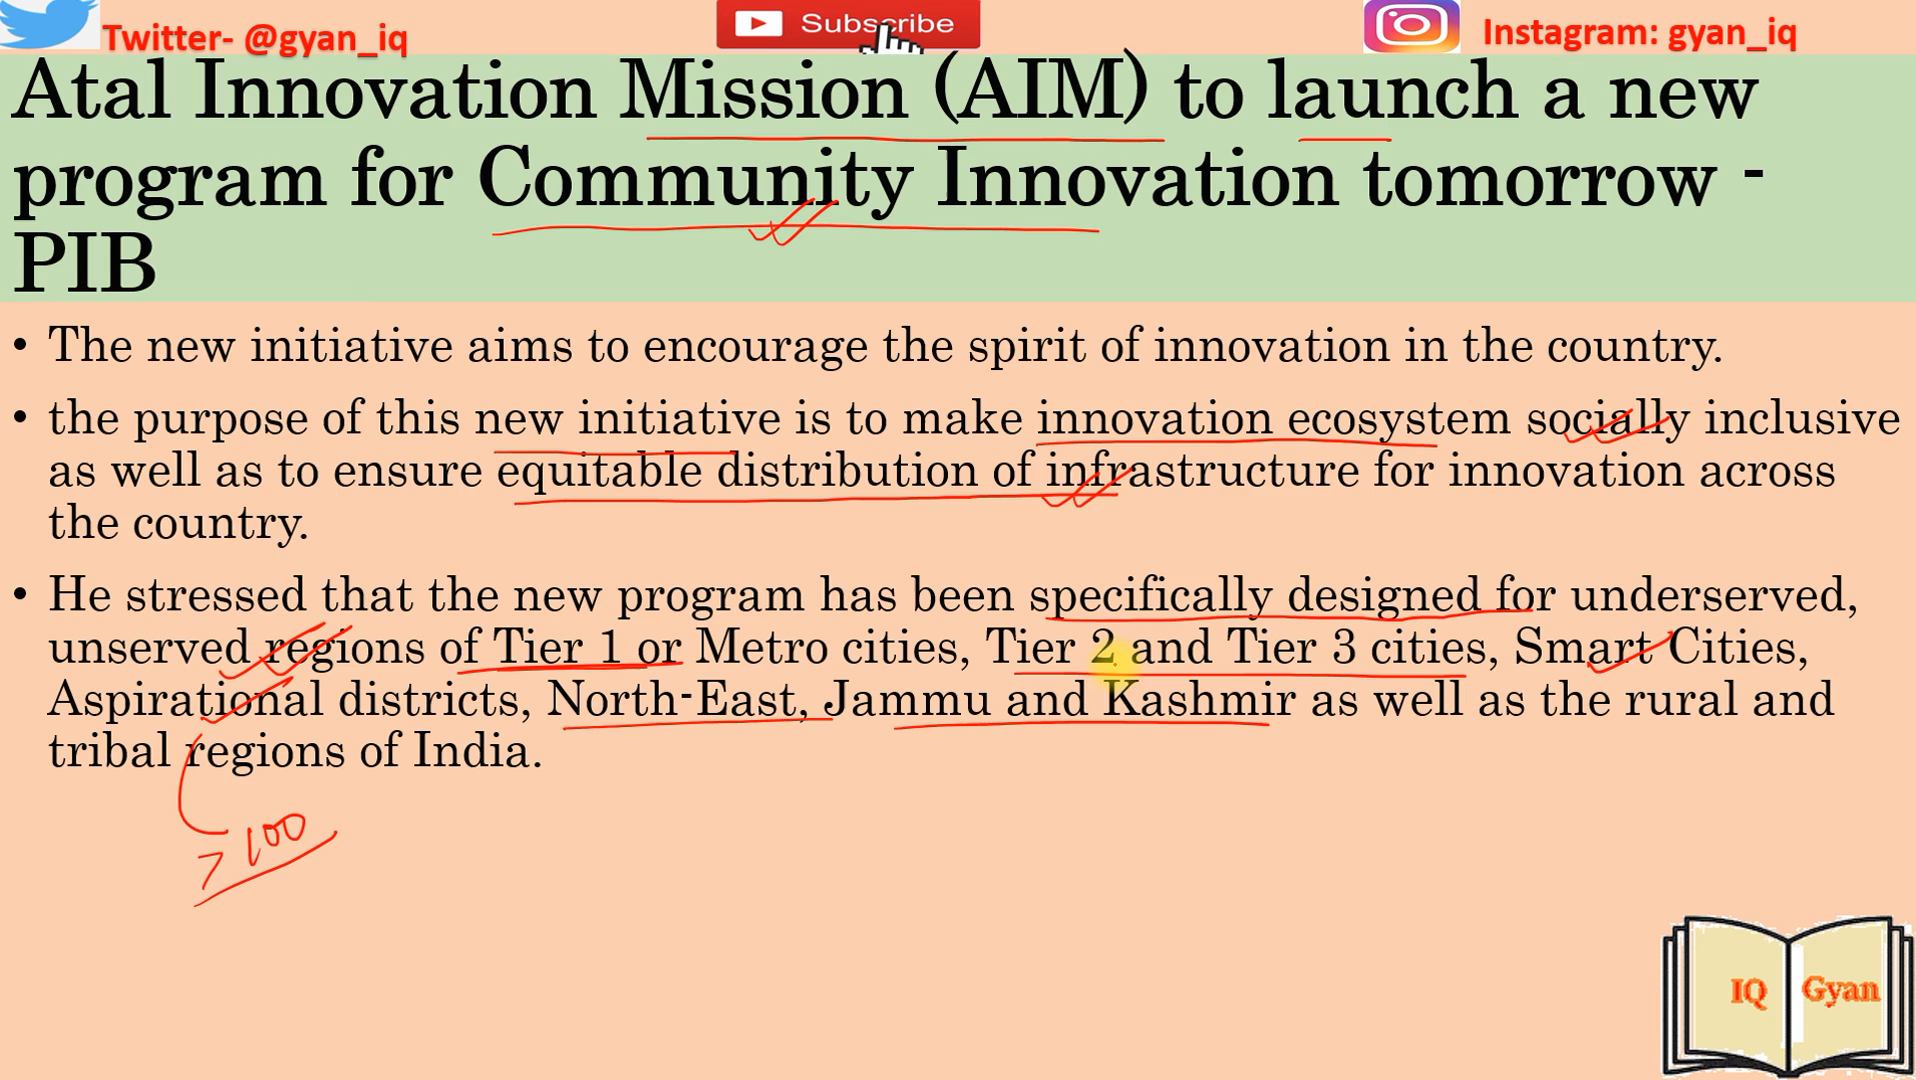 Twitter- @gyan_iq
Subscribe
Instagram: gyan_iq
Atal Innovation Mission (AIM) to launch a new
program for Community Innovation tomorrow -
PIB
• The new initiative aims to encourage the spirit of innovation in the country.
• the purpose of this new initiative is to make innovation ecosystem socially inclusive
as well as to ensure equitable distribution of infrastructure for innovation across
the country.
• He stressed that the new program has been specifically designed for underserved,
unserved regions of Tier 1 or Metro cities, Tier 2 and Tier 3 cities, Smart Cities,
Aspirational districts, North-East, Jammu and Kashmir as well as the rural and
tribal regions of India.
> 100
IQ Gyan